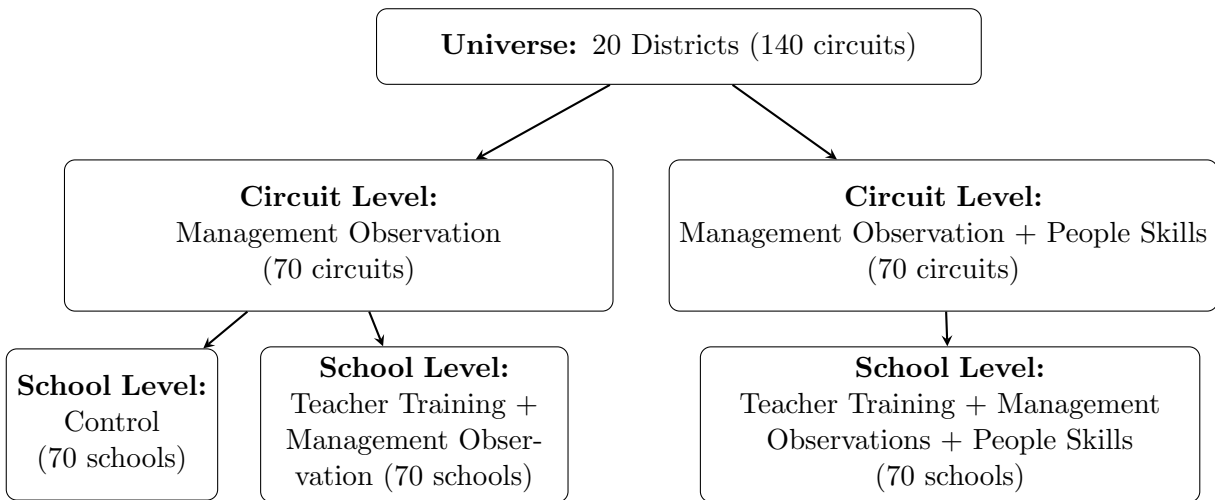 Universe: 20 Districts (140 circuits)
Circuit Level:
Management Observation
(70 circuits)
Circuit Level:
Management Observation + People Skills
(70 circuits)
School Level:
Control
(70 schools)
School Level:
Teacher Training +
Management Obser-
vation (70 schools)
School Level:
Teacher Training + Management
Observations + People Skills
(70 schools)